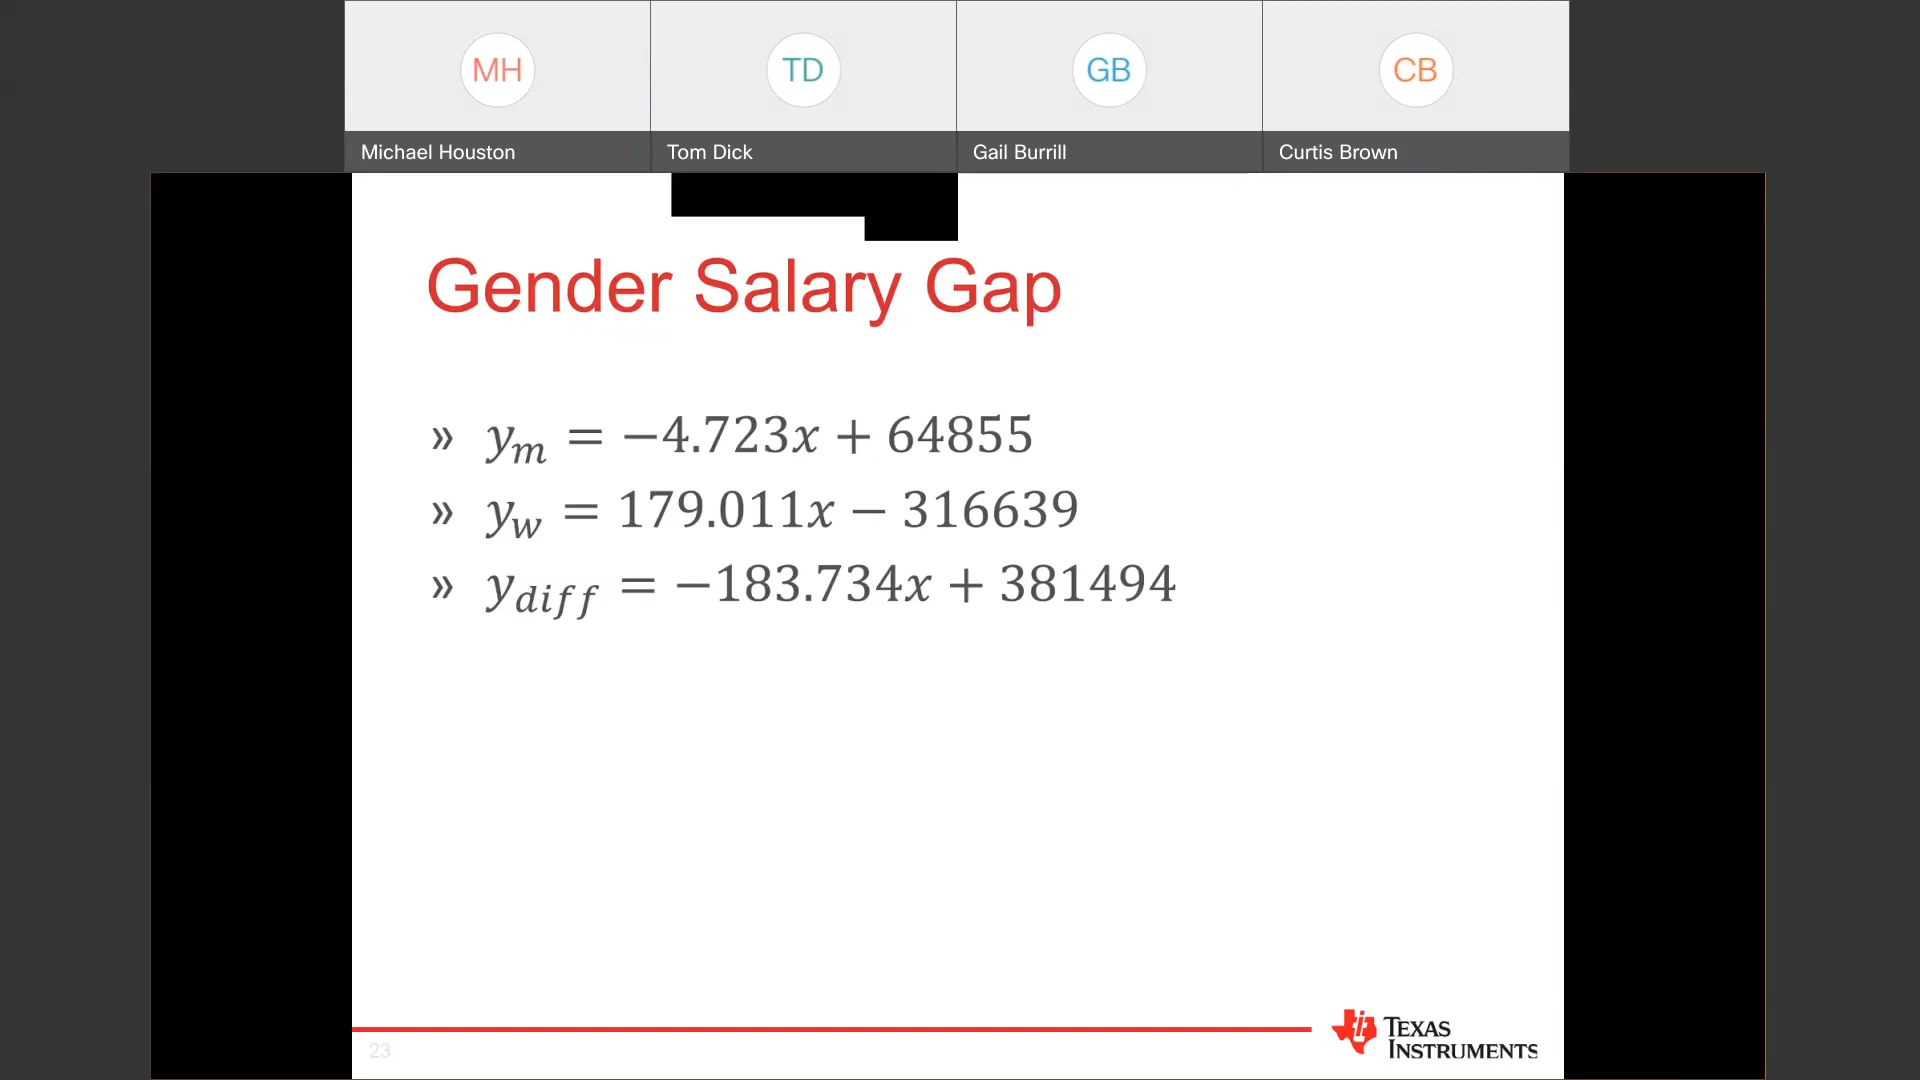 MH
TD
GB
CB
Michael Houston
Tom Dick
Gail Burrill
Curtis Brown
Gender Salary Gap
» yₘ = −4.723x + 64855
» y_w = 179.011x − 316639
» y_diff = −183.734x + 381494
23
TEXAS
INSTRUMENTS